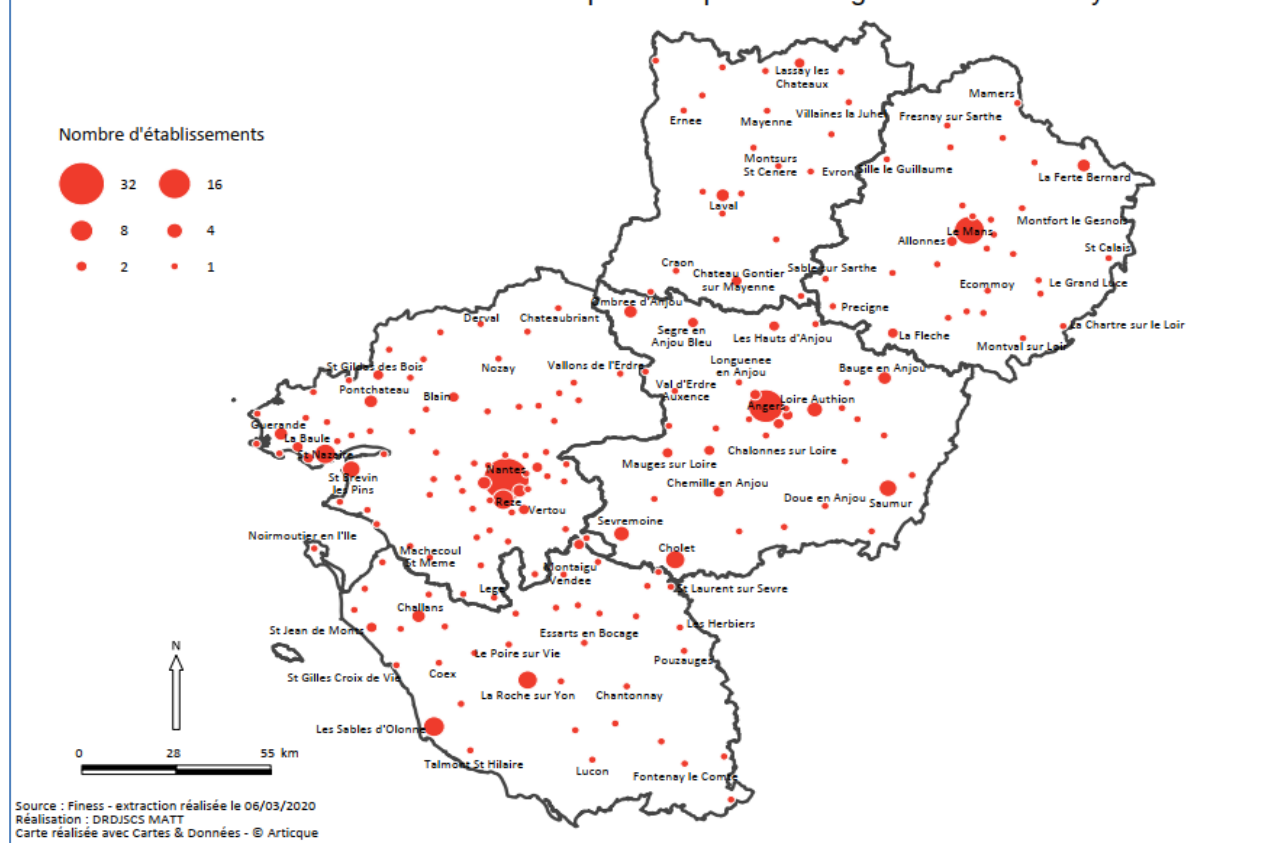 Nombre d'établissements
32
16
8
4
2
1
Lassay les
Chateaux
Mamers
Ernee
Mayenne
Villaines la Juhel
Fresnay sur Sarthe
Montsurs
St Cenere
Evron
Sille le Guillaume
La Ferte Bernard
Laval
Montfort le Gesnois
Le Mans
Allonnes
St Calais
Craon
Chateau Gontier
sur Mayenne
Sable sur Sarthe
Ecommoy
Le Grand Luce
Ombree d'Anjou
Precigne
Derval
Chateaubriant
Segre en
Anjou Bleu
Les Hauts d'Anjou
La Fleche
La Chartre sur le Loir
Montval sur Loir
St Gildas des Bois
Nozay
Vallons de l'Erdre
Longuenee
en Anjou
Bauge en Anjou
Pontchateau
Blain
Val d'Erdre
Auxence
Angers
Loire Authion
Guerande
La Baule
St Nazaire
Mauges sur Loire
Chalonnes sur Loire
St Brevin
les Pins
Nantes
Chemille en Anjou
Reze
Vertou
Doue en Anjou
Saumur
Sevremoine
Noirmoutier en l'Ile
Machecoul
St Meme
Cholet
Montaigu
Vendee
Lege
St Laurent sur Sevre
Challans
St Jean de Monts
Essarts en Bocage
Les Herbiers
Le Poire sur Vie
Pouzauges
N
St Gilles Croix de Vie
Coex
La Roche sur Yon
Chantonnay
Les Sables d'Olonne
0 28 55 km
Talmont St Hilaire
Lucon
Fontenay le Comte
Source : Finess - extraction réalisée le 06/03/2020
Réalisation : DRDJSCS MATT
Carte réalisée avec Cartes & Données - © Articque